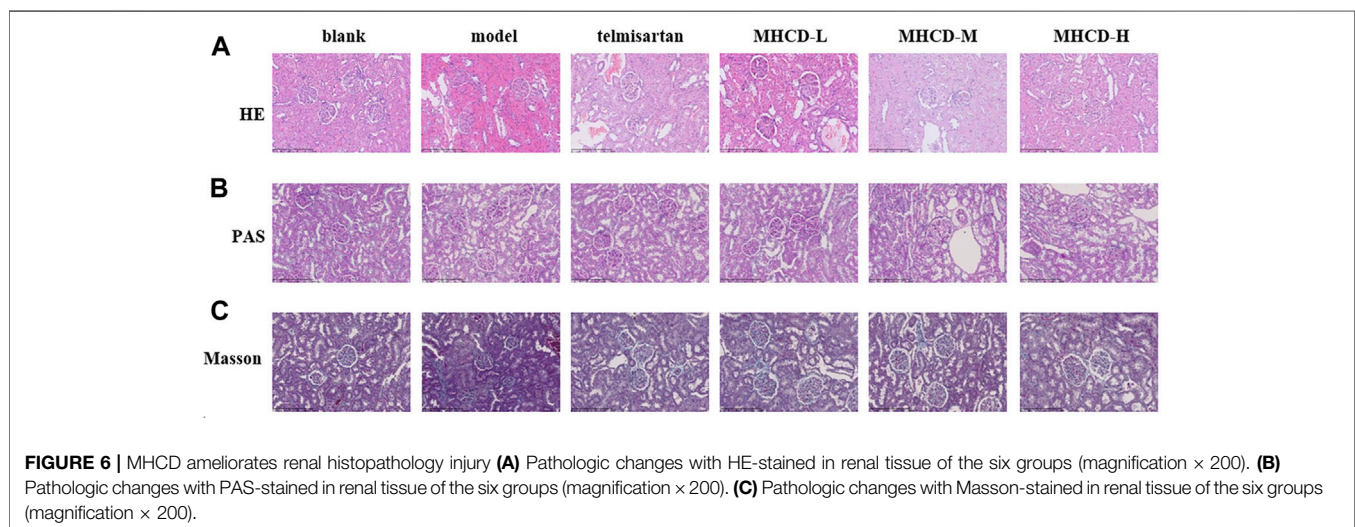 A
blank model telmisartan MHCD-L MHCD-M MHCD-H
HE
B
PAS
C
Masson
FIGURE 6 | MHCD ameliorates renal histopathology injury (A) Pathologic changes with HE-stained in renal tissue of the six groups (magnification × 200). (B)
Pathologic changes with PAS-stained in renal tissue of the six groups (magnification × 200). (C) Pathologic changes with Masson-stained in renal tissue of the six groups
(magnification × 200).